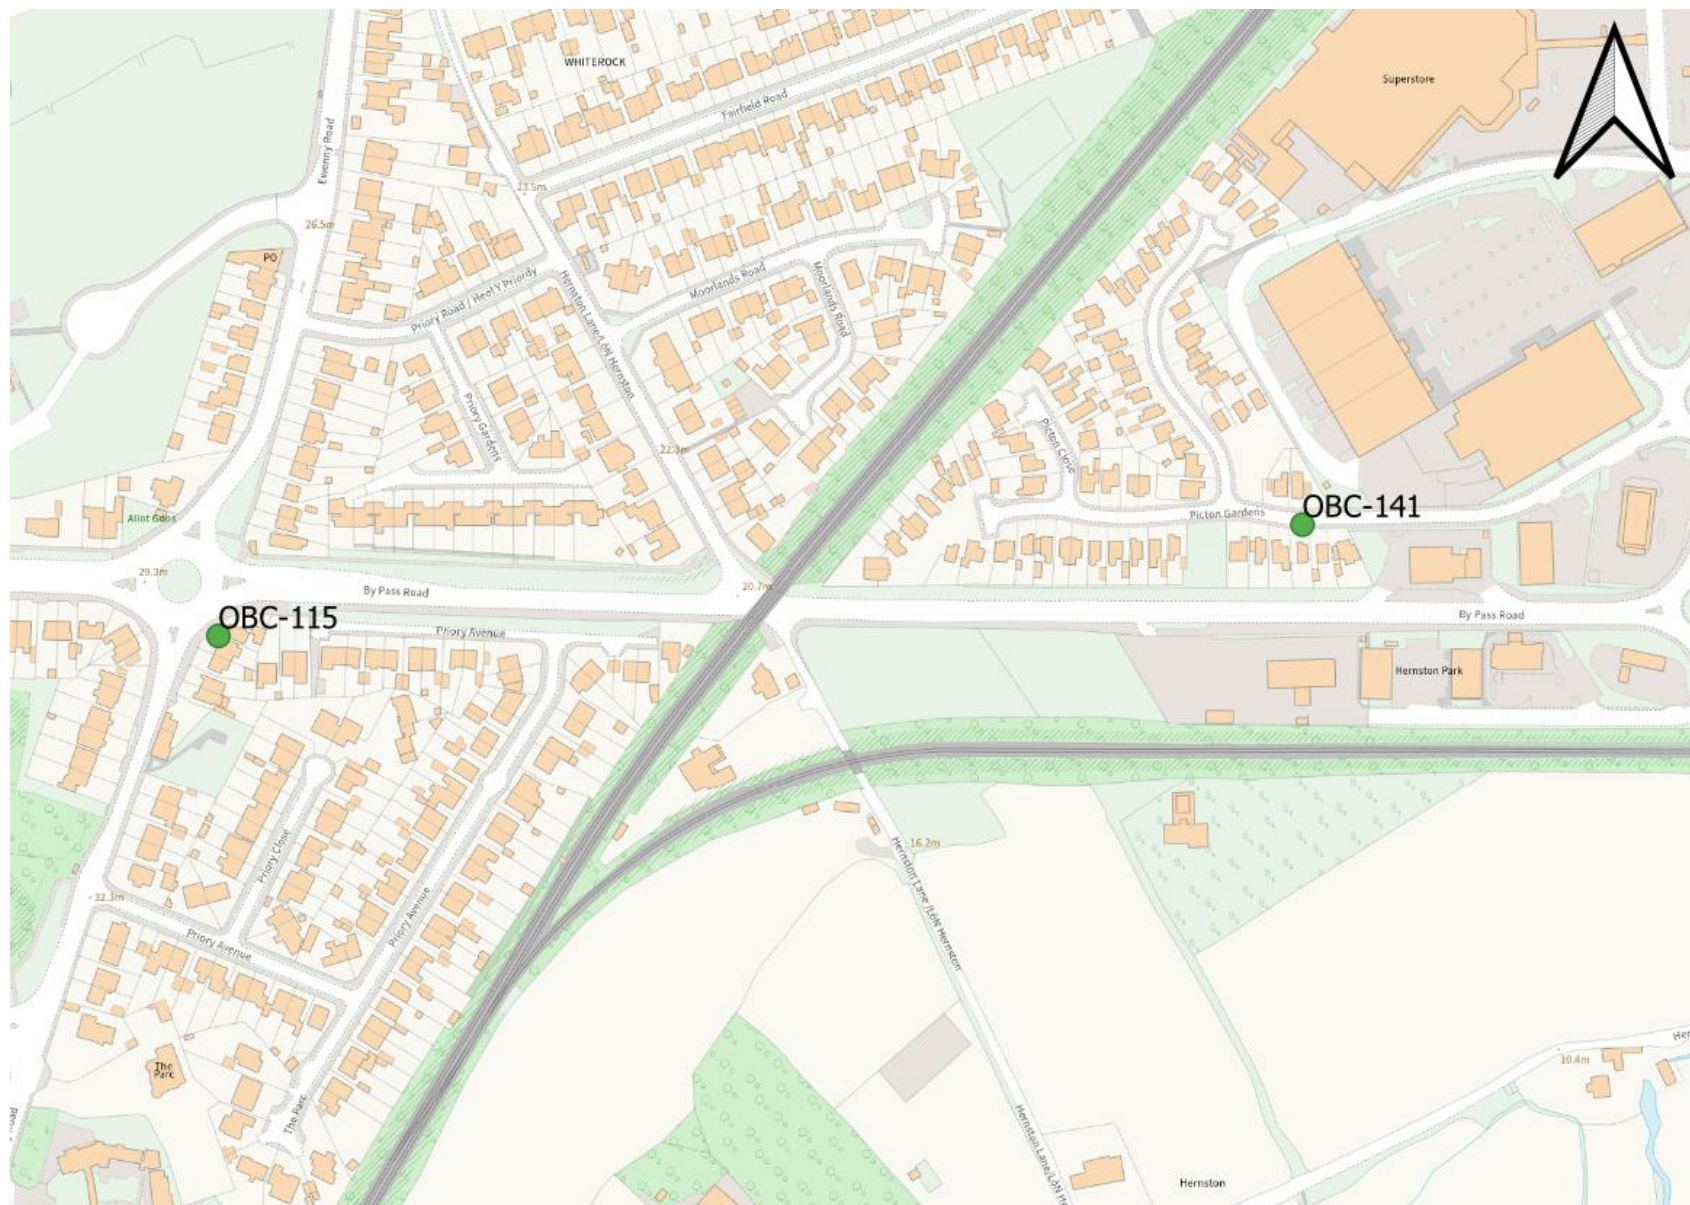 WHITEROCK
Superstore
Fairfield Road
Ewenny Road
23.5m
26.5m
PO
Moorlands Road
Moorlands Road
Priory Road / Heol Y Priordy
Hernston Lane/LôN Hernston
Priory Gardens
Picton Close
22.3m
OBC-141
Picton Gardens
Allot Gdns
29.3m
20.7m
By Pass Road
By Pass Road
OBC-115
Priory Avenue
Hernston Park
Priory Close
16.2m
Hernston Lane /LôN Hernston
32.3m
Priory Avenue
Priory Avenue
The
Parc
10.4m
The Parc
Hernston